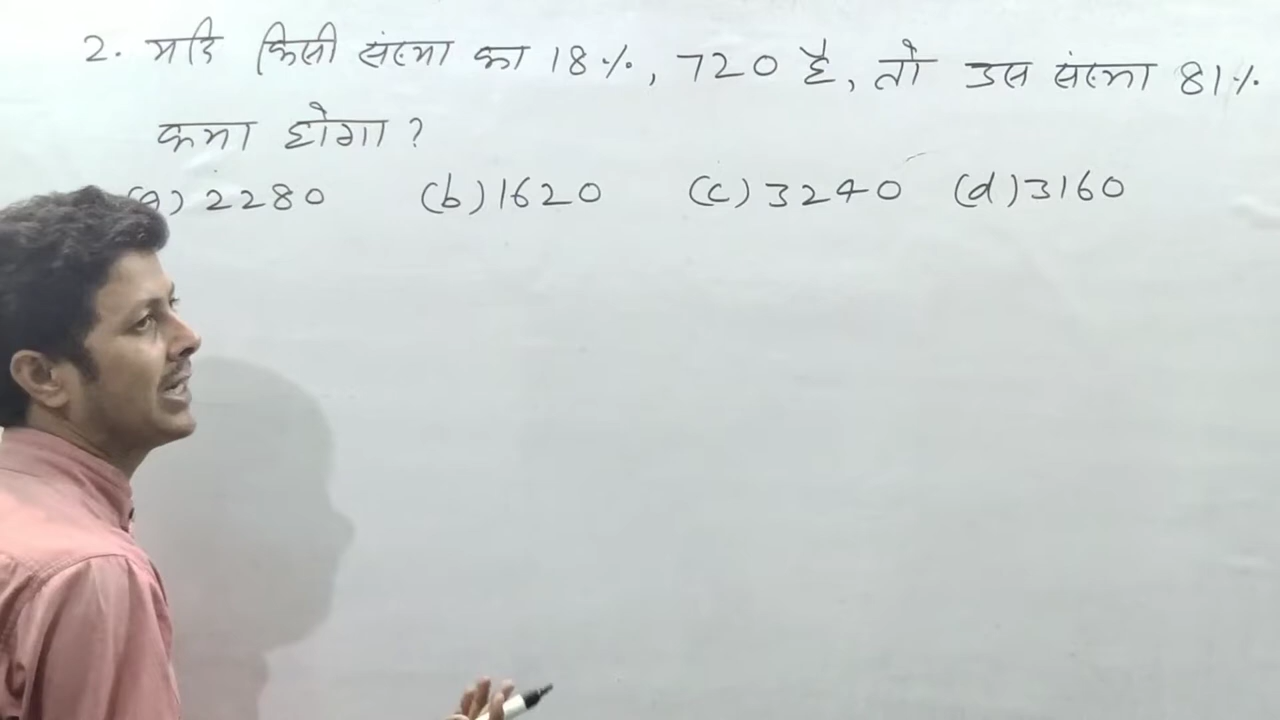 2. यदि किसी संख्या का 18%, 720 है, तो उस संख्या 81%
क्या होगा ?
(a) 2280 (b) 1620 (c) 3240 (d) 3160